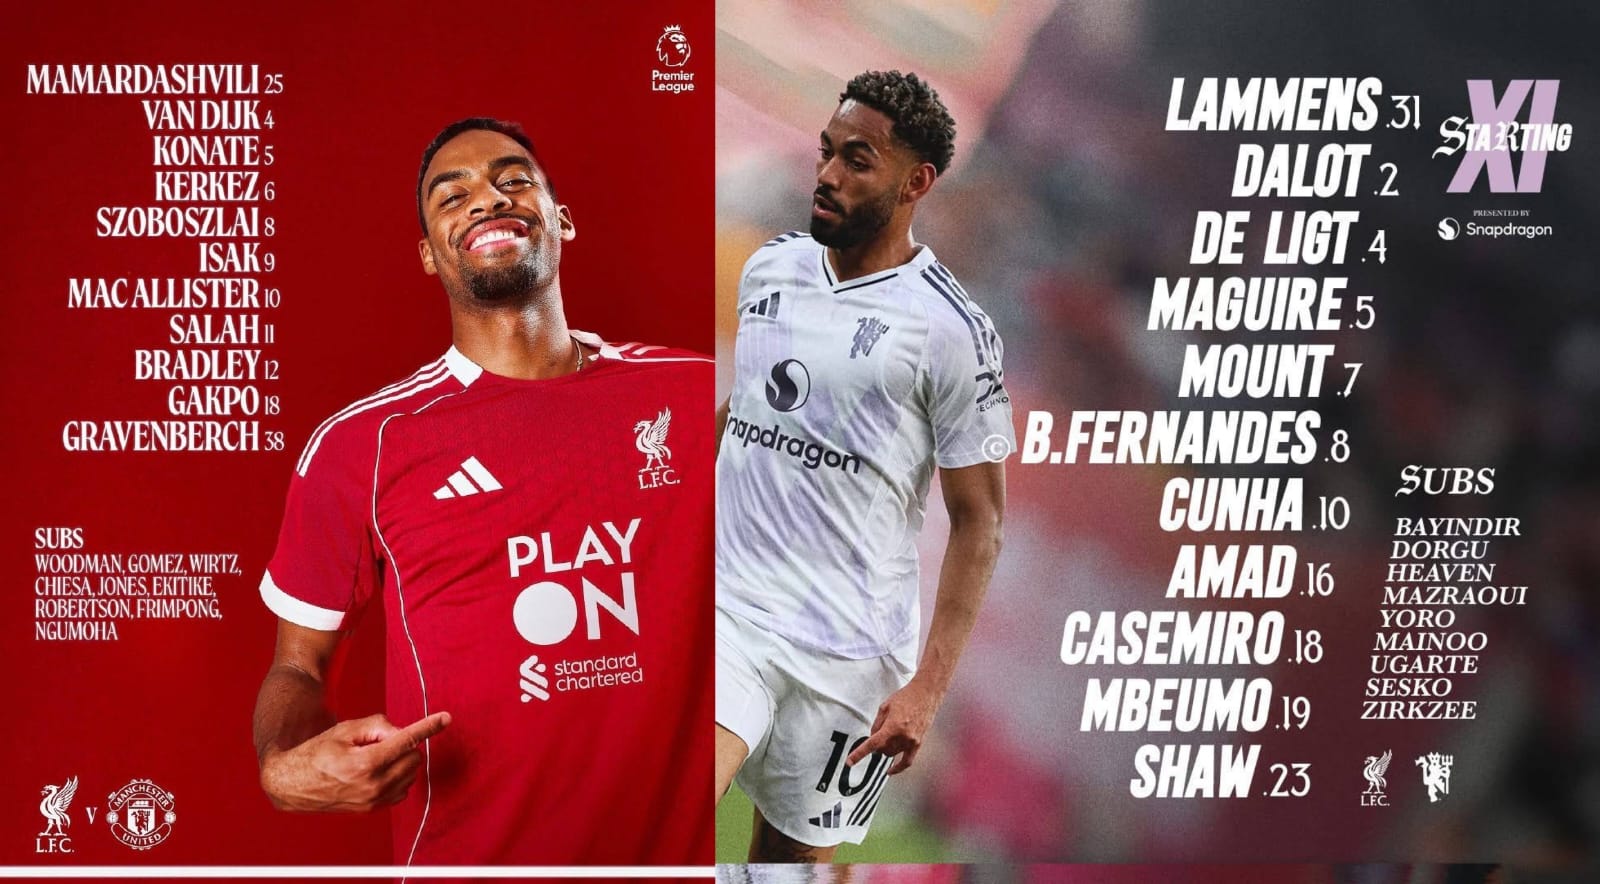 Premier
League
MAMARDASHVILI 25
VAN DIJK 4
KONATE 5
KERKEZ 6
SZOBOSZLAI 8
ISAK 9
MAC ALLISTER 10
SALAH 11
BRADLEY 12
GAKPO 18
GRAVENBERCH 38
SUBS
WOODMAN, GOMEZ, WIRTZ,
CHIESA, JONES, EKITIKE,
ROBERTSON, FRIMPONG,
NGUMOHA
L.F.C.
V
MANCHESTER
UNITED
L.F.C.
PLAY
ON
standard
chartered
napdragon
TECHNO
10
LAMMENS .31
DALOT .2
DE LIGT .4
MAGUIRE .5
MOUNT .7
© B.FERNANDES .8
CUNHA .10
AMAD .16
CASEMIRO .18
MBEUMO .19
SHAW .23
XI
STARTING
PRESENTED BY
Snapdragon
SUBS
BAYINDIR
DORGU
HEAVEN
MAZRAOUI
YORO
MAINOO
UGARTE
SESKO
ZIRKZEE
L.F.C.